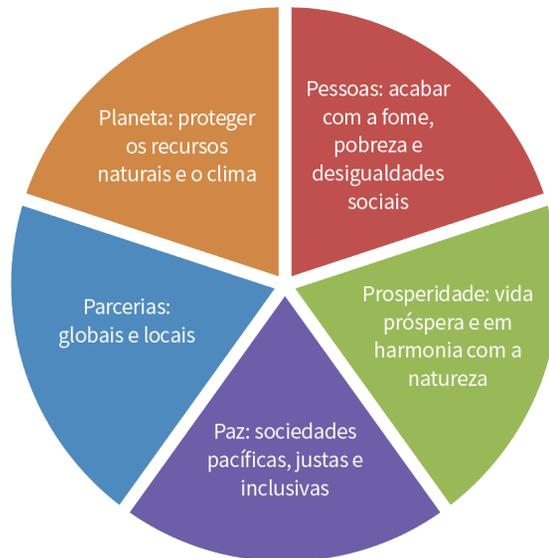 Planeta: proteger
os recursos
naturais e o clima
Pessoas: acabar
com a fome,
pobreza e
desigualdades
sociais
Parcerias:
globais e locais
Prosperidade: vida
próspera e em
harmonia com a
natureza
Paz: sociedades
pacíficas, justas e
inclusivas